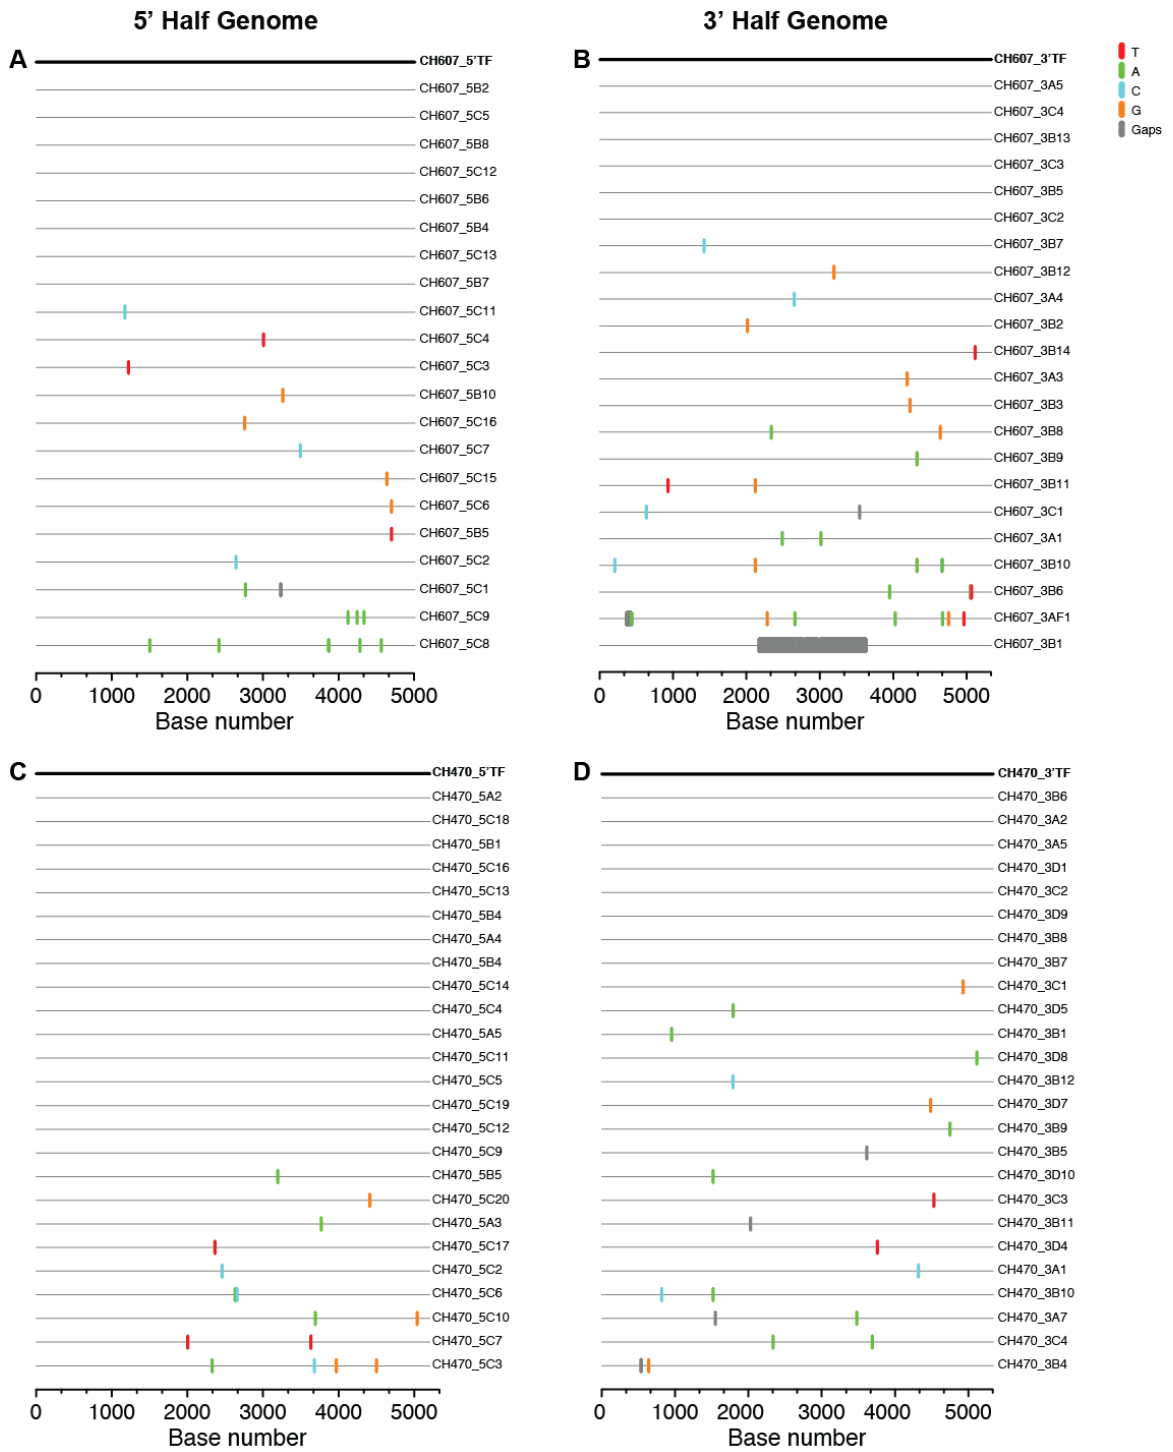 5’ Half Genome
3’ Half Genome
A
CH607_5’TF
CH607_5B2
CH607_5C5
CH607_5B8
CH607_5C12
CH607_5B6
CH607_5B4
CH607_5C13
CH607_5B7
CH607_5C11
CH607_5C4
CH607_5C3
CH607_5B10
CH607_5C16
CH607_5C7
CH607_5C15
CH607_5C6
CH607_5B5
CH607_5C2
CH607_5C1
CH607_5C9
CH607_5C8
0 1000 2000 3000 4000 5000
Base number
B
CH607_3’TF
CH607_3A5
CH607_3C4
CH607_3B13
CH607_3C3
CH607_3B5
CH607_3C2
CH607_3B7
CH607_3B12
CH607_3A4
CH607_3B2
CH607_3B14
CH607_3A3
CH607_3B3
CH607_3B8
CH607_3B9
CH607_3B11
CH607_3C1
CH607_3A1
CH607_3B10
CH607_3B6
CH607_3AF1
CH607_3B1
0 1000 2000 3000 4000 5000
Base number
T
A
C
G
Gaps
C
CH470_5’TF
CH470_5A2
CH470_5C18
CH470_5B1
CH470_5C16
CH470_5C13
CH470_5B4
CH470_5A4
CH470_5B4
CH470_5C14
CH470_5C4
CH470_5A5
CH470_5C11
CH470_5C5
CH470_5C19
CH470_5C12
CH470_5C9
CH470_5B5
CH470_5C20
CH470_5A3
CH470_5C17
CH470_5C2
CH470_5C6
CH470_5C10
CH470_5C7
CH470_5C3
0 1000 2000 3000 4000 5000
Base number
D
CH470_3’TF
CH470_3B6
CH470_3A2
CH470_3A5
CH470_3D1
CH470_3C2
CH470_3D9
CH470_3B8
CH470_3B7
CH470_3C1
CH470_3D5
CH470_3B1
CH470_3D8
CH470_3B12
CH470_3D7
CH470_3B9
CH470_3B5
CH470_3D10
CH470_3C3
CH470_3B11
CH470_3D4
CH470_3A1
CH470_3B10
CH470_3A7
CH470_3C4
CH470_3B4
0 1000 2000 3000 4000 5000
Base number